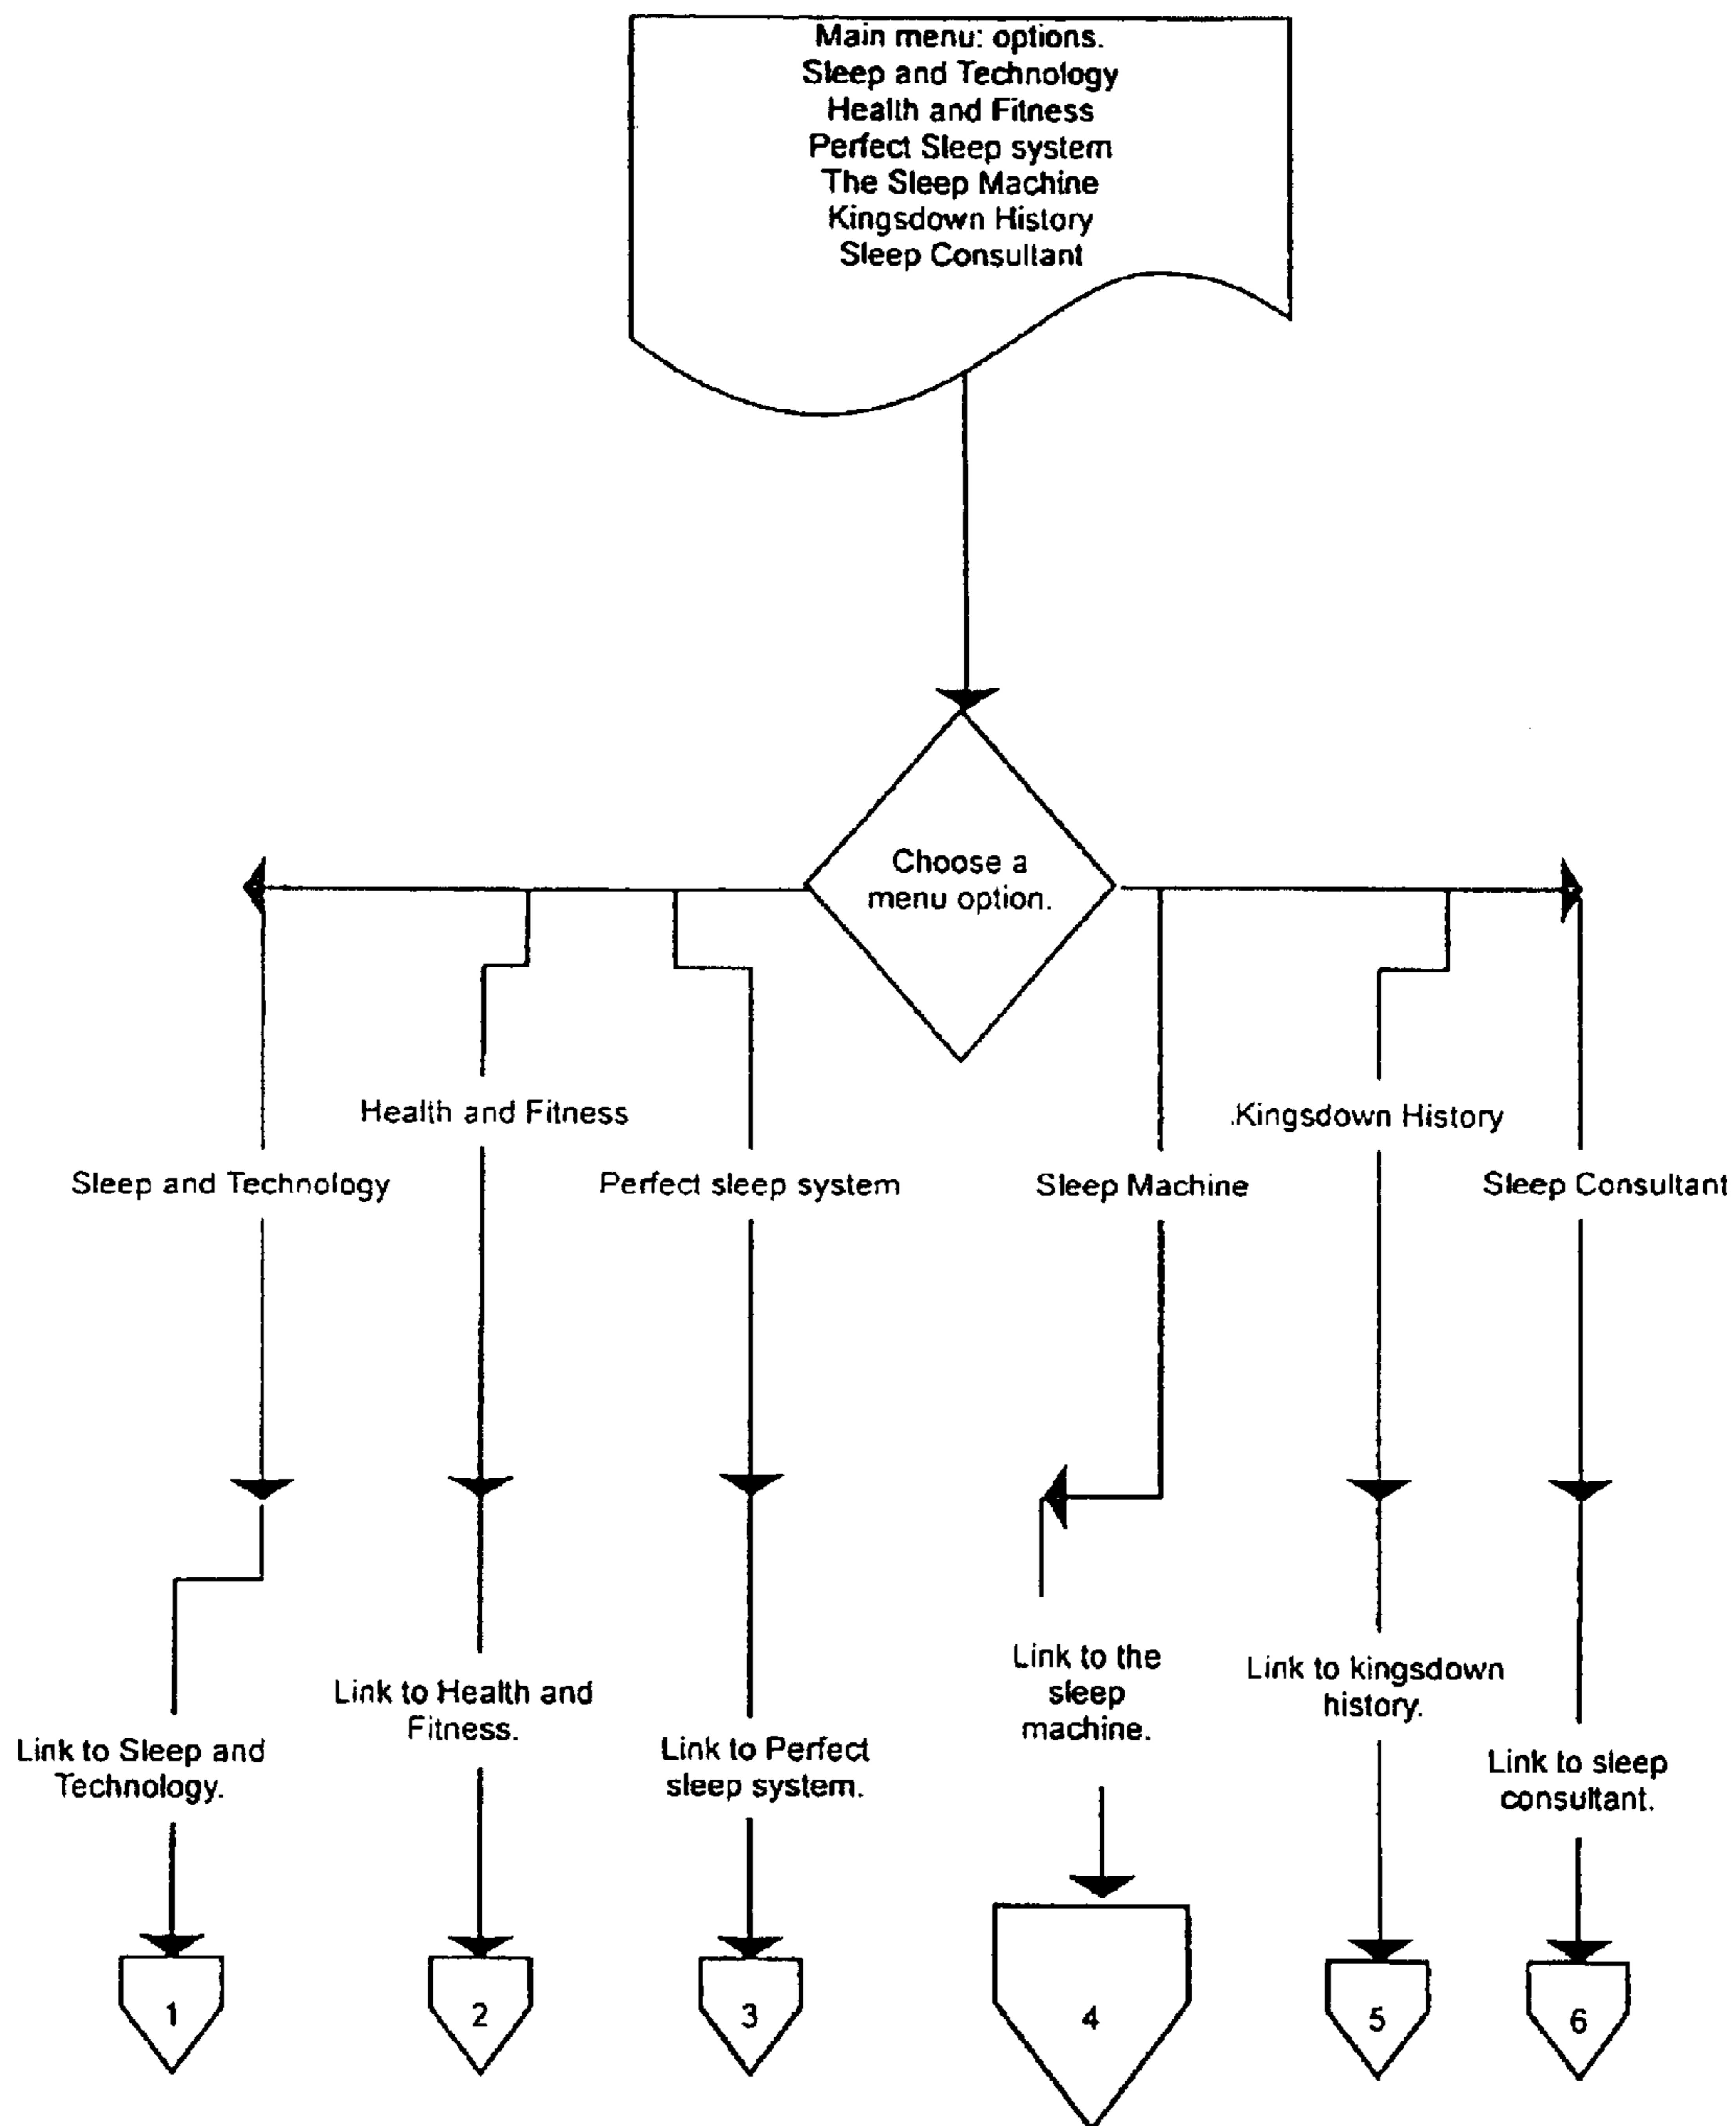 Main menu: options.
Sleep and Technology
Health and Fitness
Perfect Sleep system
The Sleep Machine
Kingsdown History
Sleep Consultant
Choose a
menu option.
Health and Fitness
Kingsdown History
Sleep and Technology
Perfect sleep system
Sleep Machine
Sleep Consultant
Link to Sleep and
Technology.
Link to Health and
Fitness.
Link to Perfect
sleep system.
Link to the
sleep
machine.
Link to kingsdown
history.
Link to sleep
consultant.
1
2
3
4
5
6